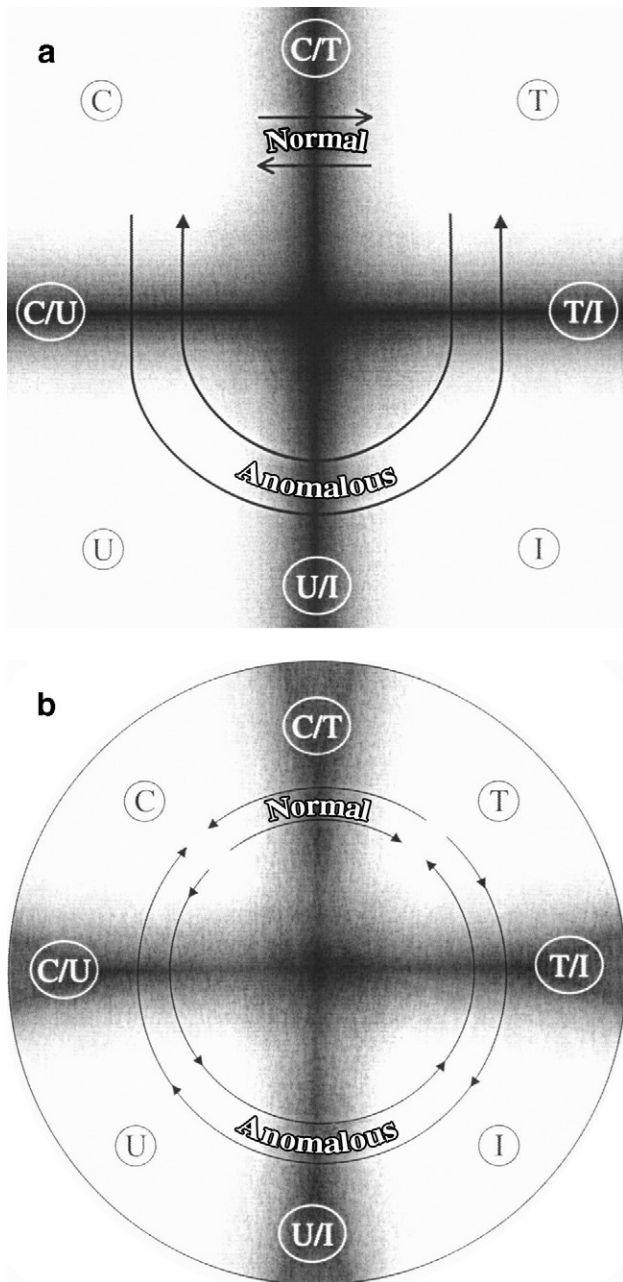 a
C/T
C T
Normal
C/U T/I
Anomalous
U I
U/I
b
C/T
C T
Normal
C/U T/I
U I
Anomalous
U/I